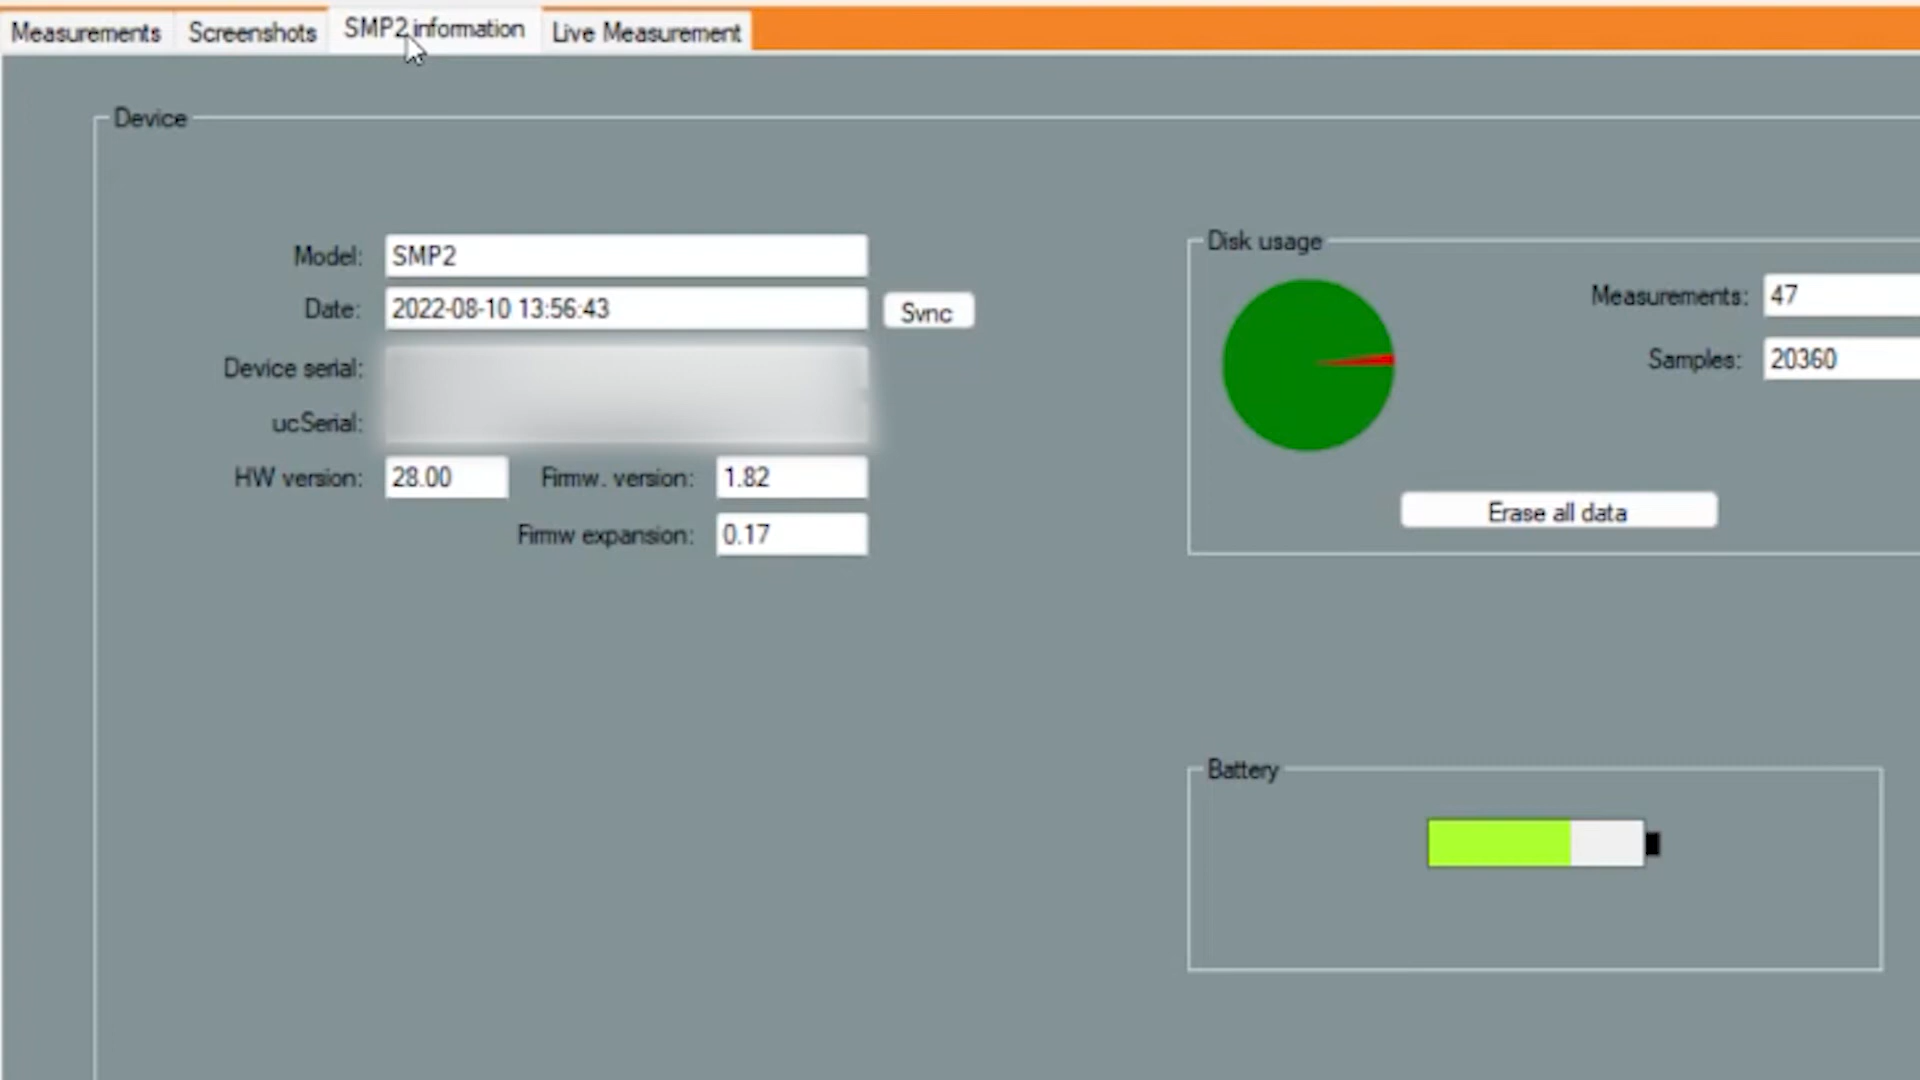 Measurements Screenshots SMP2 information Live Measurement
Device
Model: SMP2
Date: 2022-08-10 13:56:43 Sync
Device serial:
ucSerial:
HW version: 28.00 Firmw. version: 1.82
Firmw expansion: 0.17
Disk usage
Measurements: 47
Samples: 20360
Erase all data
Battery